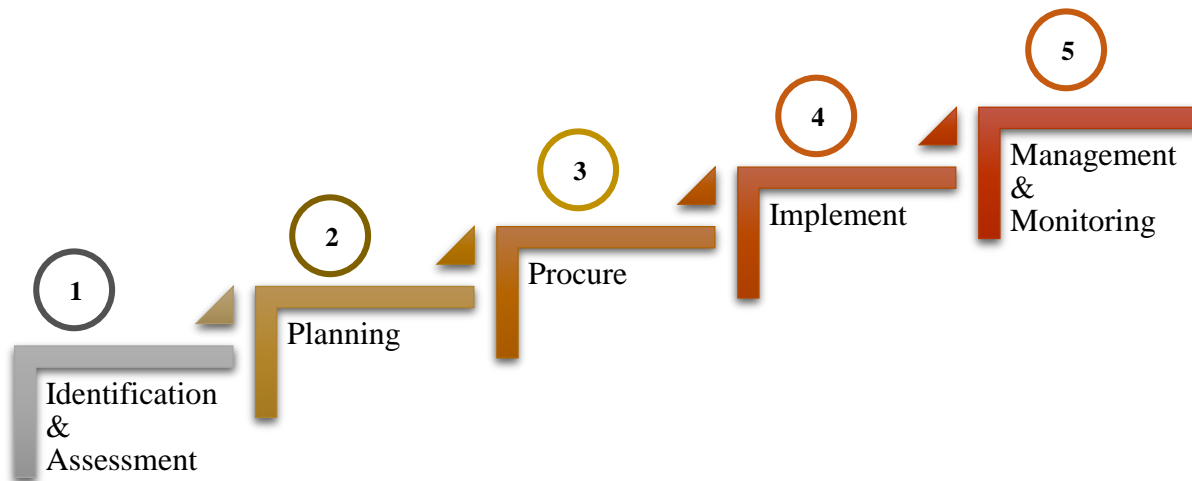 1
Identification
&
Assessment
2
Planning
3
Procure
4
Implement
5
Management
&
Monitoring